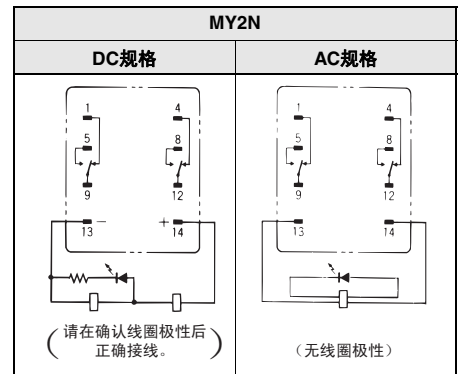 MY2N
DC规格 AC规格
1 4
5 8
9 12
13 − + 14
1 4
5 8
9 12
13 14
（请在确认线圈极性后
正确接线。）
（无线圈极性）